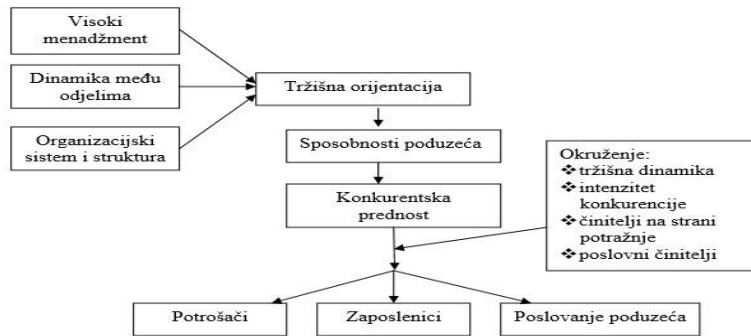 Visoki
menadžment
Dinamika među
odjelima
Organizacijski
sistem i struktura
Tržišna orijentacija
Sposobnosti poduzeća
Konkurentska
prednost
Okruženje:
❖tržišna dinamika
❖intenzitet
konkurencije
❖činitelji na strani
potražnje
❖poslovni činitelji
Potrošači
Zaposlenici
Poslovanje poduzeća